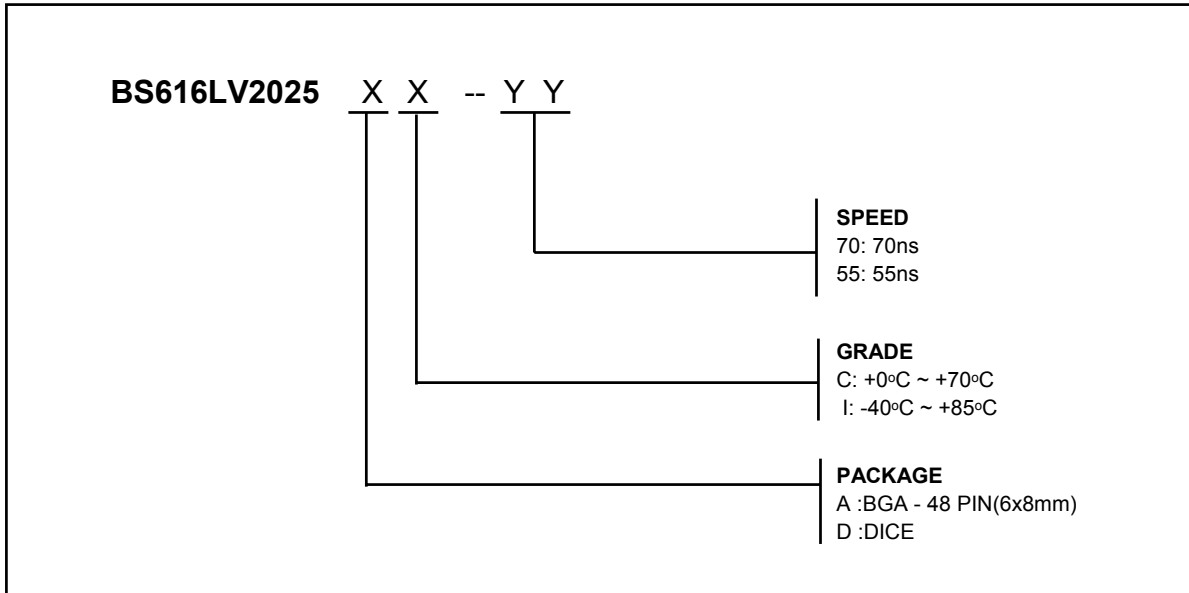 BS616LV2025 X X -- Y Y
SPEED
70: 70ns
55: 55ns
GRADE
C: +0oC ~ +70oC
I: -40oC ~ +85oC
PACKAGE
A :BGA - 48 PIN(6x8mm)
D :DICE